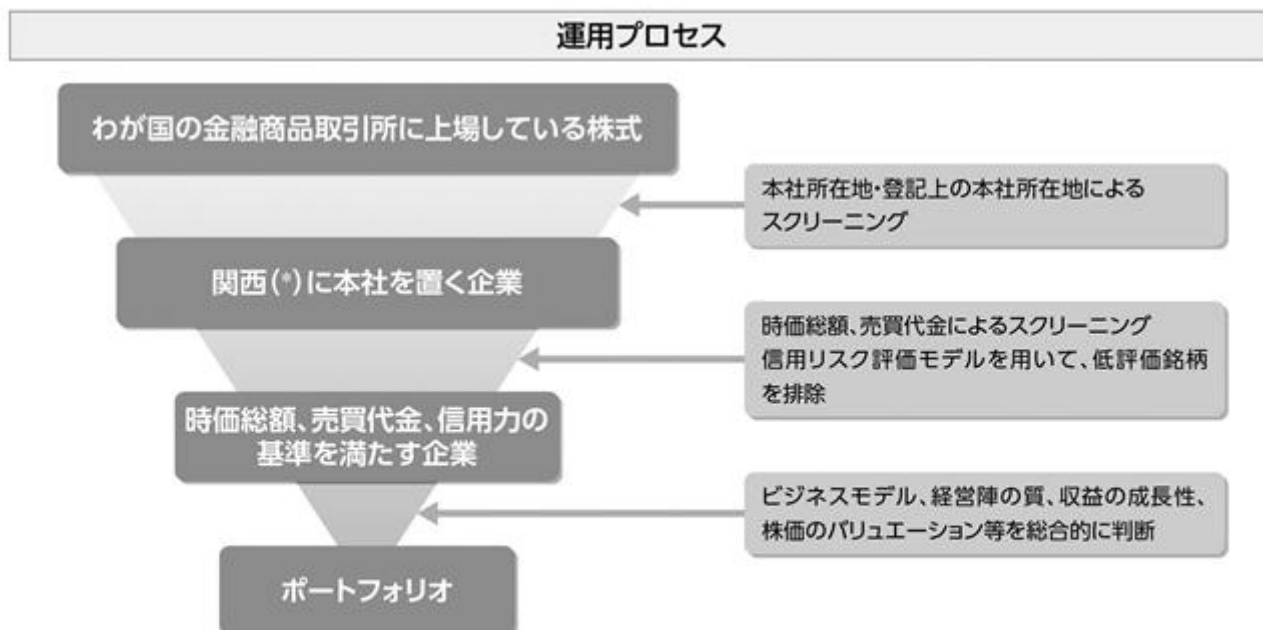 運用プロセス
わが国の金融商品取引所に上場している株式
本社所在地・登記上の本社所在地による
スクリーニング
関西(*)に本社を置く企業
時価総額、売買代金によるスクリーニング
信用リスク評価モデルを用いて、低評価銘柄
を排除
時価総額、売買代金、信用力の
基準を満たす企業
ビジネスモデル、経営陣の質、収益の成長性、
株価のバリュエーション等を総合的に判断
ポートフォリオ